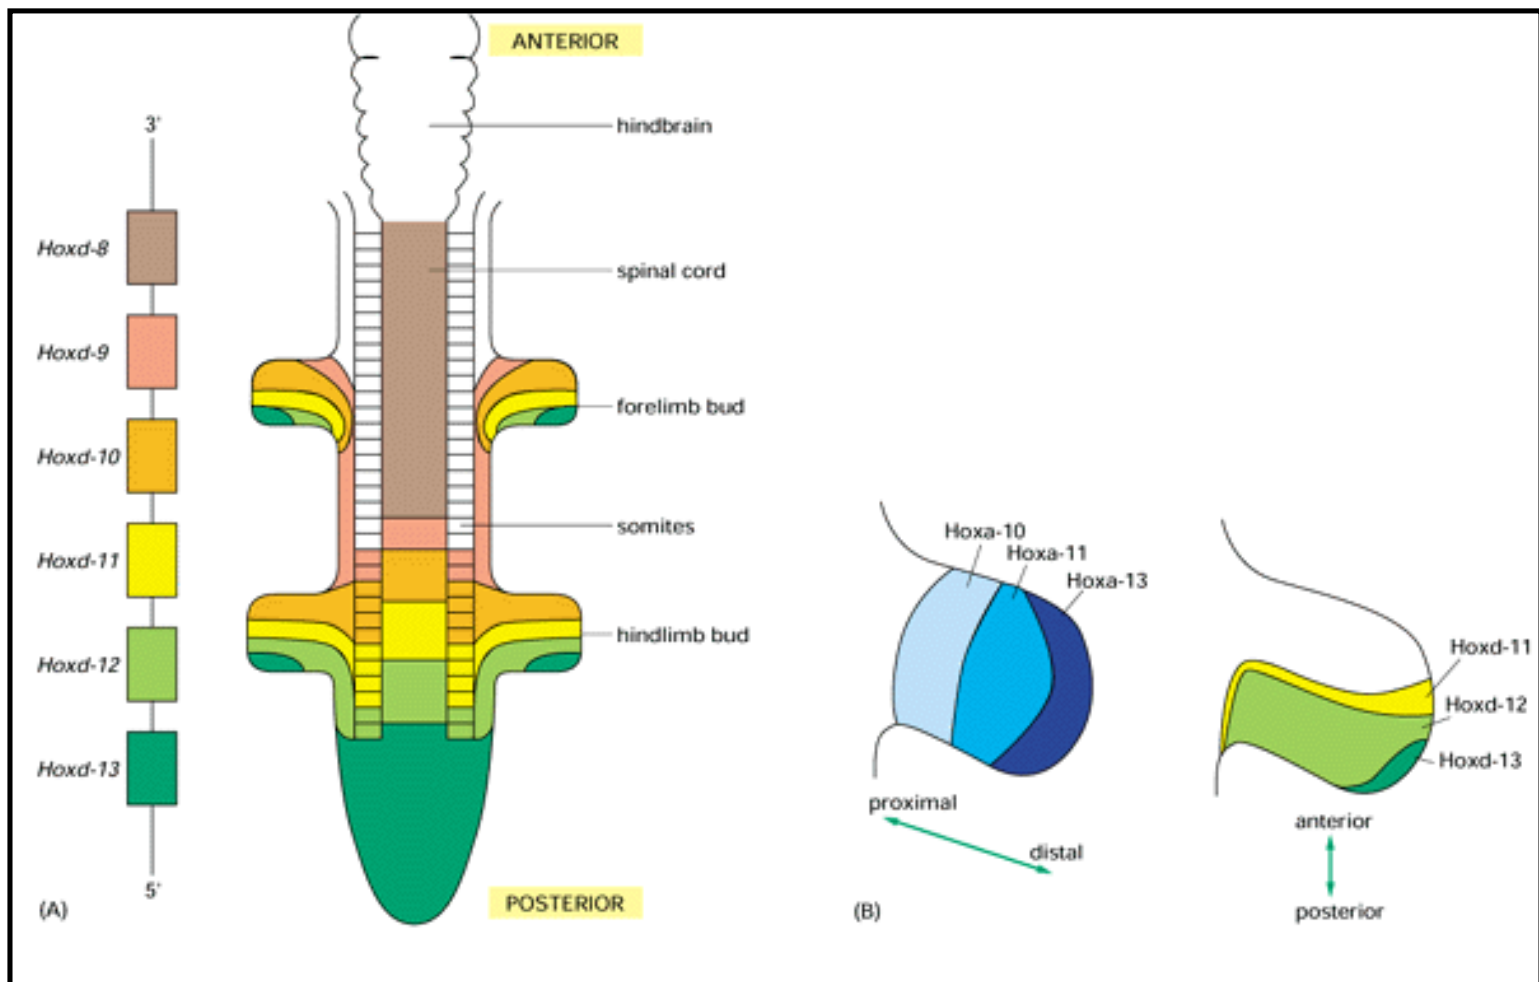 ANTERIOR
hindbrain
3'
Hoxd-8
spinal cord
Hoxd-9
forelimb bud
Hoxd-10
somites
Hoxd-11
hindlimb bud
Hoxd-12
Hoxd-13
5'
POSTERIOR
(A)
Hoxa-10
Hoxa-11
Hoxa-13
proximal
distal
(B)
Hoxd-11
Hoxd-12
Hoxd-13
anterior
posterior